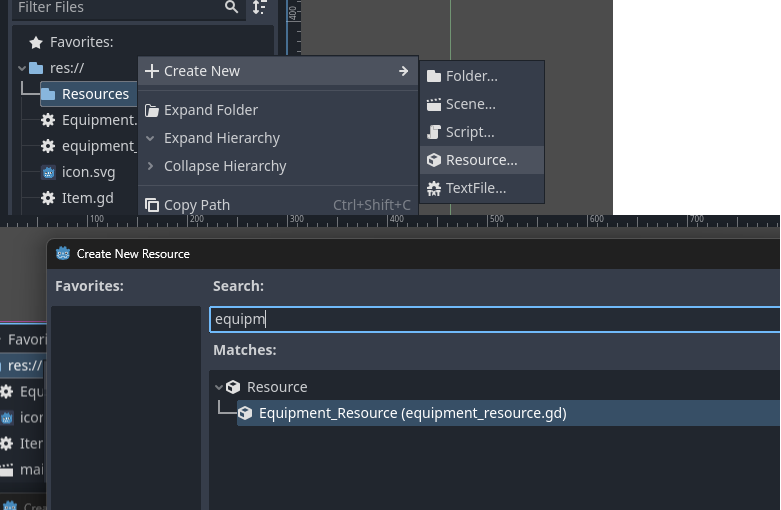 Filter Files
400
Favorites:
res://
Resources
Equipment.
equipment_
icon.svg
Item.gd
Create New
Expand Folder
Expand Hierarchy
Collapse Hierarchy
Copy Path Ctrl+Shift+C
Folder...
Scene...
Script...
Resource...
TextFile...
100 200 300 400 500 600 700
Create New Resource
Favorites:
Search:
equipm
Matches:
Resource
Equipment_Resource (equipment_resource.gd)
Favori
res://
Equ
icon
Iter
mai
Crea